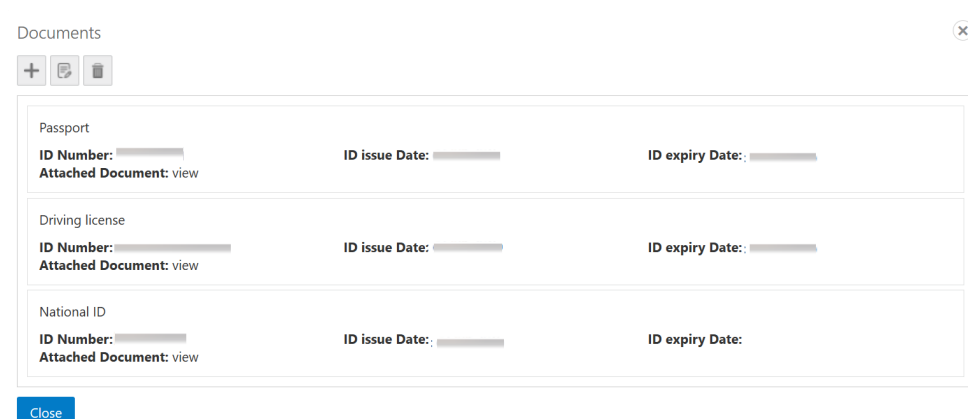 Documents
Passport
ID Number: ID issue Date: ID expiry Date:
Attached Document: view
Driving license
ID Number: ID issue Date: ID expiry Date:
Attached Document: view
National ID
ID Number: ID issue Date: ID expiry Date:
Attached Document: view
Close